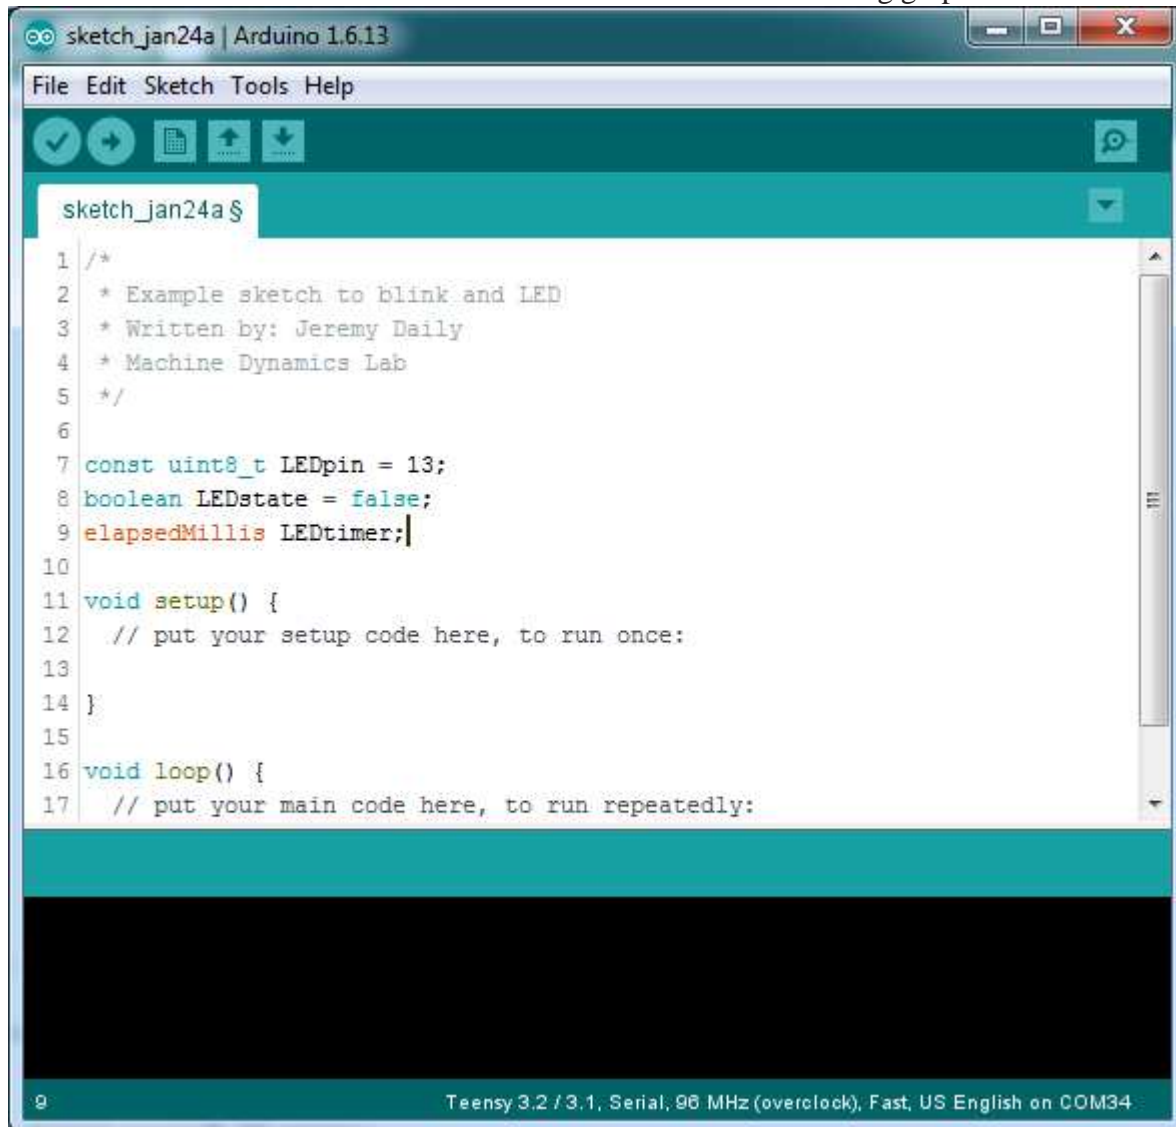 sketch_jan24a | Arduino 1.6.13
File Edit Sketch Tools Help
sketch_jan24a §
1 /*
2  * Example sketch to blink and LED
3  * Written by: Jeremy Daily
4  * Machine Dynamics Lab
5  */
6
7 const uint8_t LEDpin = 13;
8 boolean LEDstate = false;
9 elapsedMillis LEDtimer;
10
11 void setup() {
12   // put your setup code here, to run once:
13
14 }
15
16 void loop() {
17   // put your main code here, to run repeatedly:
9 Teensy 3.2 / 3.1, Serial, 96 MHz (overclock), Fast, US English on COM34